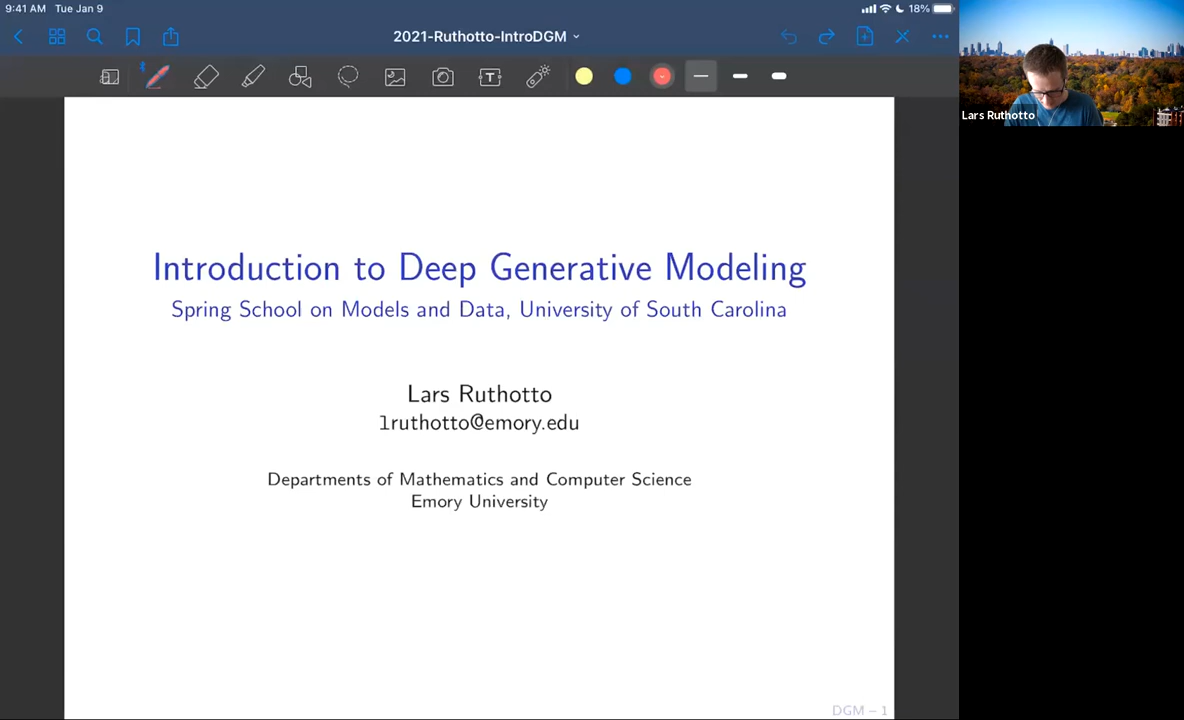 9:41 AM Tue Jan 9
18%
2021-Ruthotto-IntroDGM
T
Lars Ruthotto
Introduction to Deep Generative Modeling
Spring School on Models and Data, University of South Carolina
Lars Ruthotto
lruthotto@emory.edu
Departments of Mathematics and Computer Science
Emory University
DGM – 1